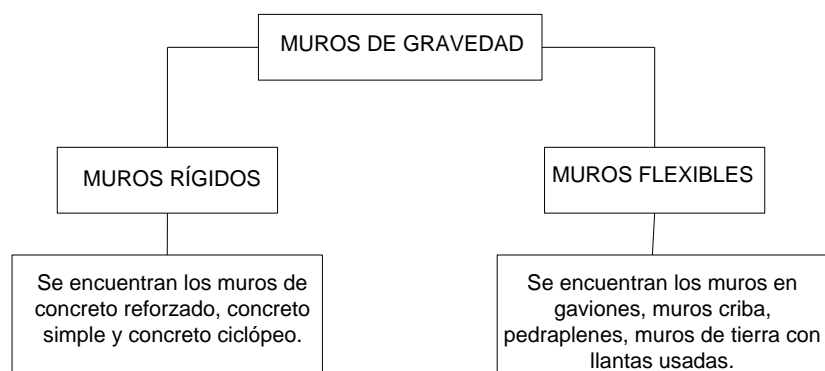 MUROS DE GRAVEDAD
MUROS RÍGIDOS
MUROS FLEXIBLES
Se encuentran los muros de
concreto reforzado, concreto
simple y concreto ciclópeo.
Se encuentran los muros en
gaviones, muros criba,
pedraplenes, muros de tierra con
llantas usadas.